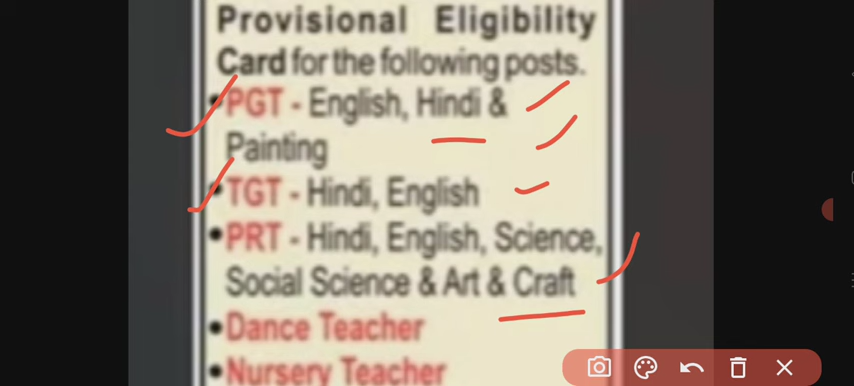 Provisional Eligibility
Card for the following posts.
•PGT - English, Hindi &
Painting
•TGT - Hindi, English
•PRT - Hindi, English, Science,
Social Science & Art & Craft
•Dance Teacher
•Nursery Teacher